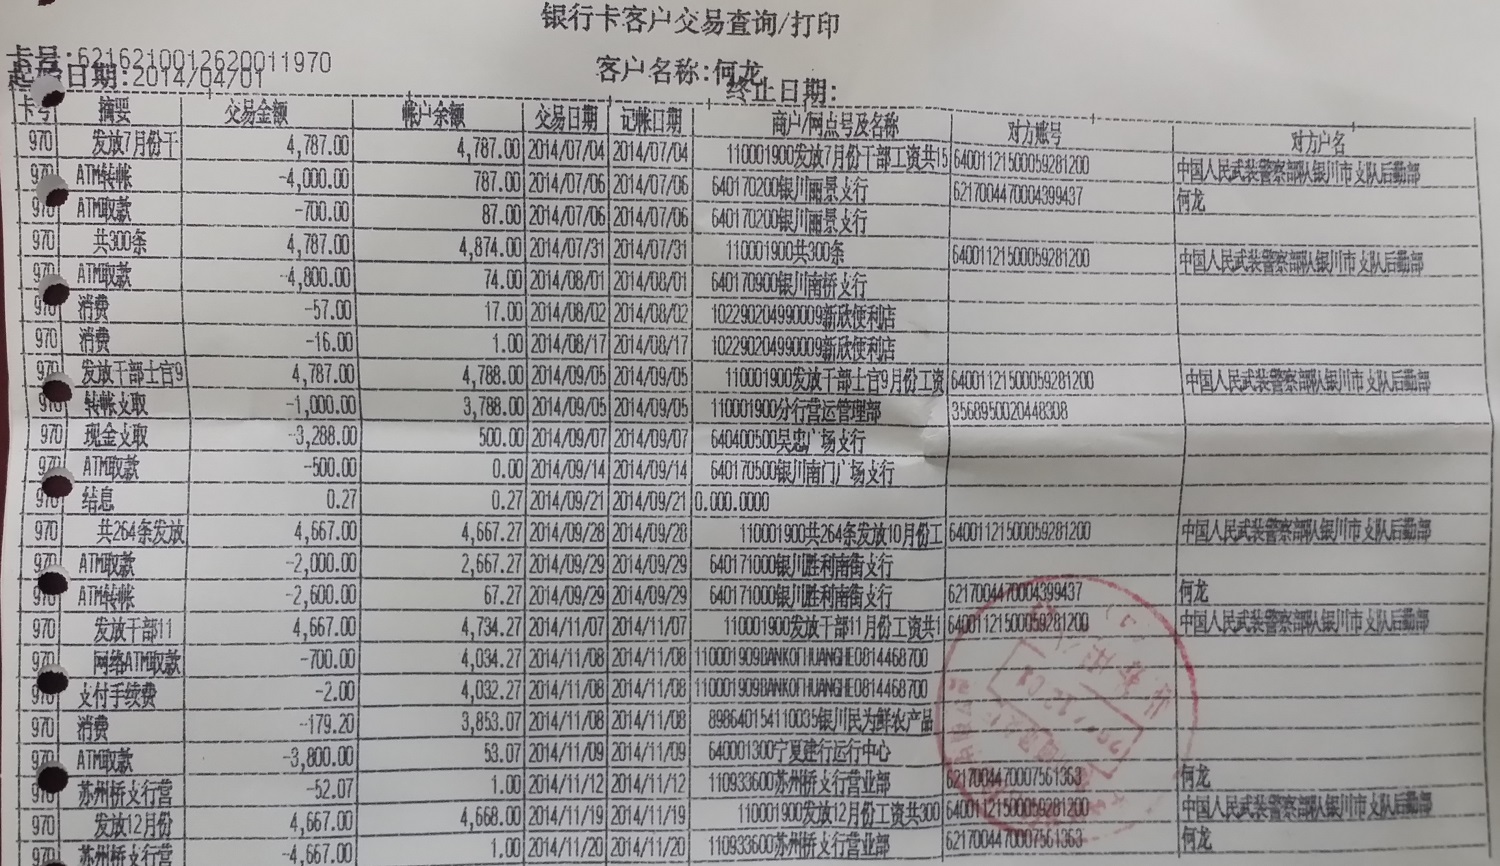 银行卡客户交易查询/打印
卡号:6216210012620011970
起始日期:2014/04/01 客户名称:何龙 终止日期:
卡号 摘要 交易金额 帐户余额 交易日期 记帐日期 商户/网点号及名称 对方账号 对方户名
970 发放7月份干 4,787.00 4,787.00 2014/07/04 2014/07/04 110001900发放7月份干部工资共15 64001121500059281200 中国人民武装警察部队银川市支队后勤部
970 ATM转帐 -4,000.00 787.00 2014/07/06 2014/07/06 640170200银川丽景支行 6217004470004399437 何龙
970 ATM取款 -700.00 87.00 2014/07/06 2014/07/06 640170200银川丽景支行
970 共300条 4,787.00 4,874.00 2014/07/31 2014/07/31 110001900共300条 64001121500059281200 中国人民武装警察部队银川市支队后勤部
970 ATM取款 -4,800.00 74.00 2014/08/01 2014/08/01 640170900银川南桥支行
970 消费 -57.00 17.00 2014/08/02 2014/08/02 102290204990009新欣便利店
970 消费 -16.00 1.00 2014/08/17 2014/08/17 102290204990009新欣便利店
970 发放干部士官9 4,787.00 4,788.00 2014/09/05 2014/09/05 110001900发放干部士官9月份工资 64001121500059281200 中国人民武装警察部队银川市支队后勤部
970 转帐支取 -1,000.00 3,788.00 2014/09/05 2014/09/05 110001900分行营运管理部 3568950020448308
970 现金支取 -3,288.00 500.00 2014/09/07 2014/09/07 640400500吴忠广场支行
970 ATM取款 -500.00 0.00 2014/09/14 2014/09/14 640170500银川南门广场支行
970 结息 0.27 0.27 2014/09/21 2014/09/21 0.000.0000
970 共264条发放 4,667.00 4,667.27 2014/09/28 2014/09/28 110001900共264条发放10月份工 64001121500059281200 中国人民武装警察部队银川市支队后勤部
970 ATM取款 -2,000.00 2,667.27 2014/09/29 2014/09/29 640171000银川胜利南街支行
970 ATM转帐 -2,600.00 67.27 2014/09/29 2014/09/29 640171000银川胜利南街支行 6217004470004399437 何龙
970 发放干部11 4,667.00 4,734.27 2014/11/07 2014/11/07 110001900发放干部11月份工资共1 64001121500059281200 中国人民武装警察部队银川市支队后勤部
970 网络ATM取款 -700.00 4,034.27 2014/11/08 2014/11/08 110001909BANKOFHUANGHE0814468700
970 支付手续费 -2.00 4,032.27 2014/11/08 2014/11/08 110001909BANKOFHUANGHE0814468700
970 消费 -179.20 3,853.07 2014/11/08 2014/11/08 898640154110035银川民为鲜农产品
970 ATM取款 -3,800.00 53.07 2014/11/09 2014/11/09 640001300宁夏建行运行中心
970 苏州桥支行营 -52.07 1.00 2014/11/12 2014/11/12 110933600苏州桥支行营业部 6217004470007561363 何龙
970 发放12月份 4,667.00 4,668.00 2014/11/19 2014/11/19 110001900发放12月份工资共300 64001121500059281200 中国人民武装警察部队银川市支队后勤部
970 苏州桥支行营 -4,667.00 1.00 2014/11/20 2014/11/20 110933600苏州桥支行营业部 6217004470007561363 何龙